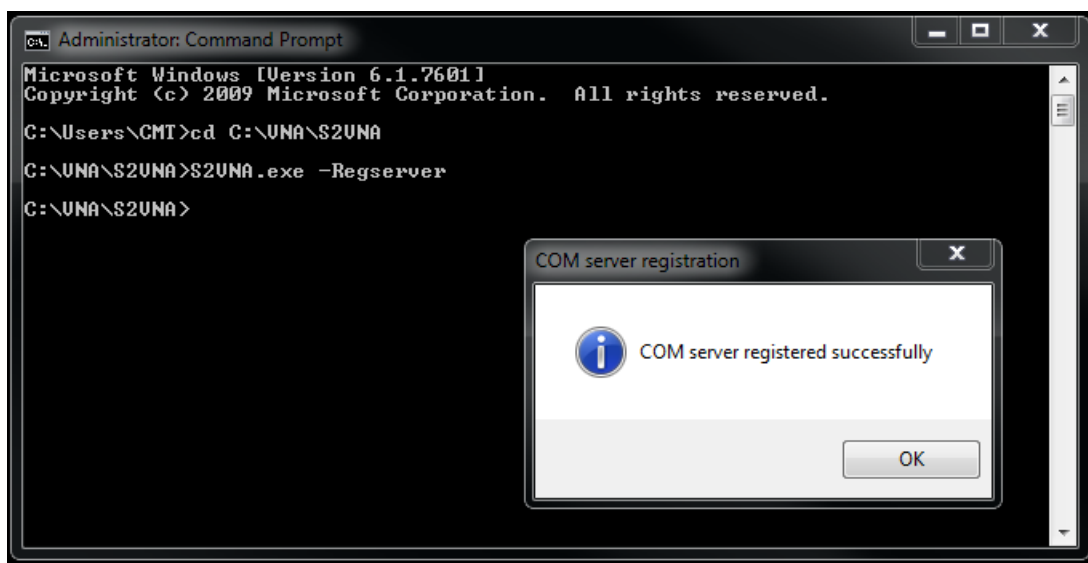 Administrator: Command Prompt
Microsoft Windows [Version 6.1.7601]
Copyright (c) 2009 Microsoft Corporation.  All rights reserved.
C:\Users\CMT>cd C:\VNA\S2VNA
C:\VNA\S2VNA>S2VNA.exe -Regserver
C:\VNA\S2VNA>
COM server registration
COM server registered successfully
OK